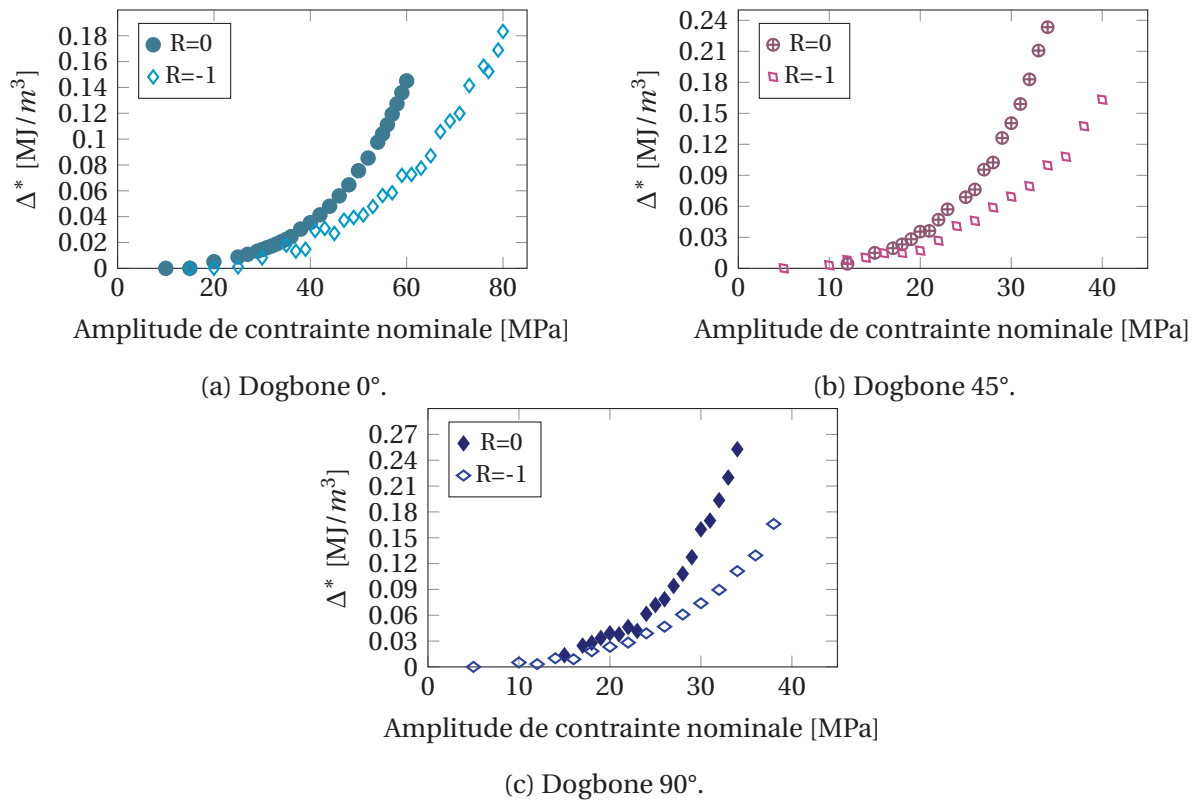 0.18
0.16
0.14
0.12
0.1
0.08
0.06
0.04
0.02
0
Δ* [MJ/m³]
R=0
R=-1
0 20 40 60 80
Amplitude de contrainte nominale [MPa]
(a) Dogbone 0°.
0.24
0.21
0.18
0.15
0.12
0.09
0.06
0.03
0
Δ* [MJ/m³]
R=0
R=-1
0 10 20 30 40
Amplitude de contrainte nominale [MPa]
(b) Dogbone 45°.
0.27
0.24
0.21
0.18
0.15
0.12
0.09
0.06
0.03
0
Δ* [MJ/m³]
R=0
R=-1
0 10 20 30 40
Amplitude de contrainte nominale [MPa]
(c) Dogbone 90°.